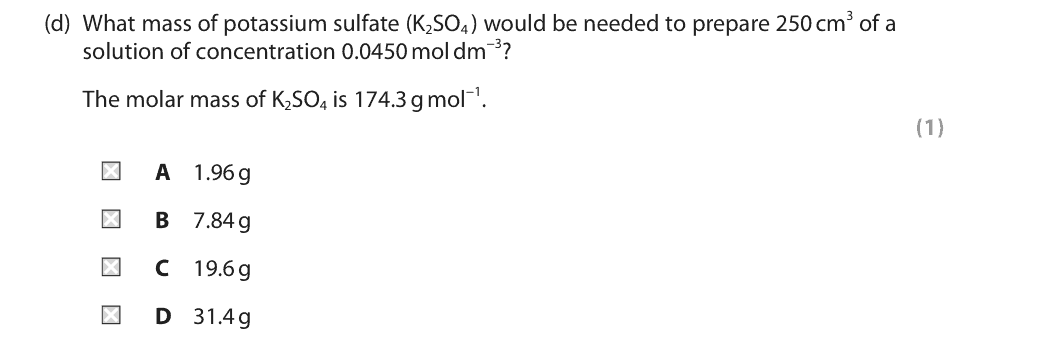 (d) What mass of potassium sulfate (K₂SO₄) would be needed to prepare 250 cm³ of a
solution of concentration 0.0450 mol dm⁻³?
The molar mass of K₂SO₄ is 174.3 g mol⁻¹.
(1)
A 1.96 g
B 7.84 g
C 19.6 g
D 31.4 g